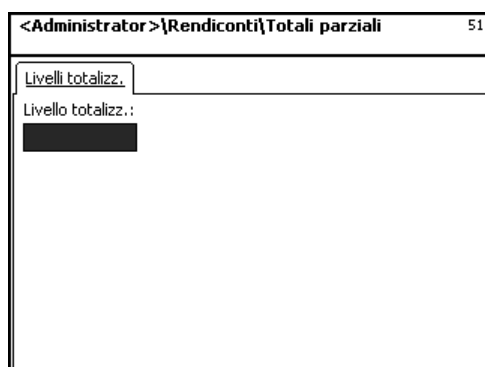 <Administrator>\Rendiconti\Totali parziali 51
Livelli totalizz.
Livello totalizz.: